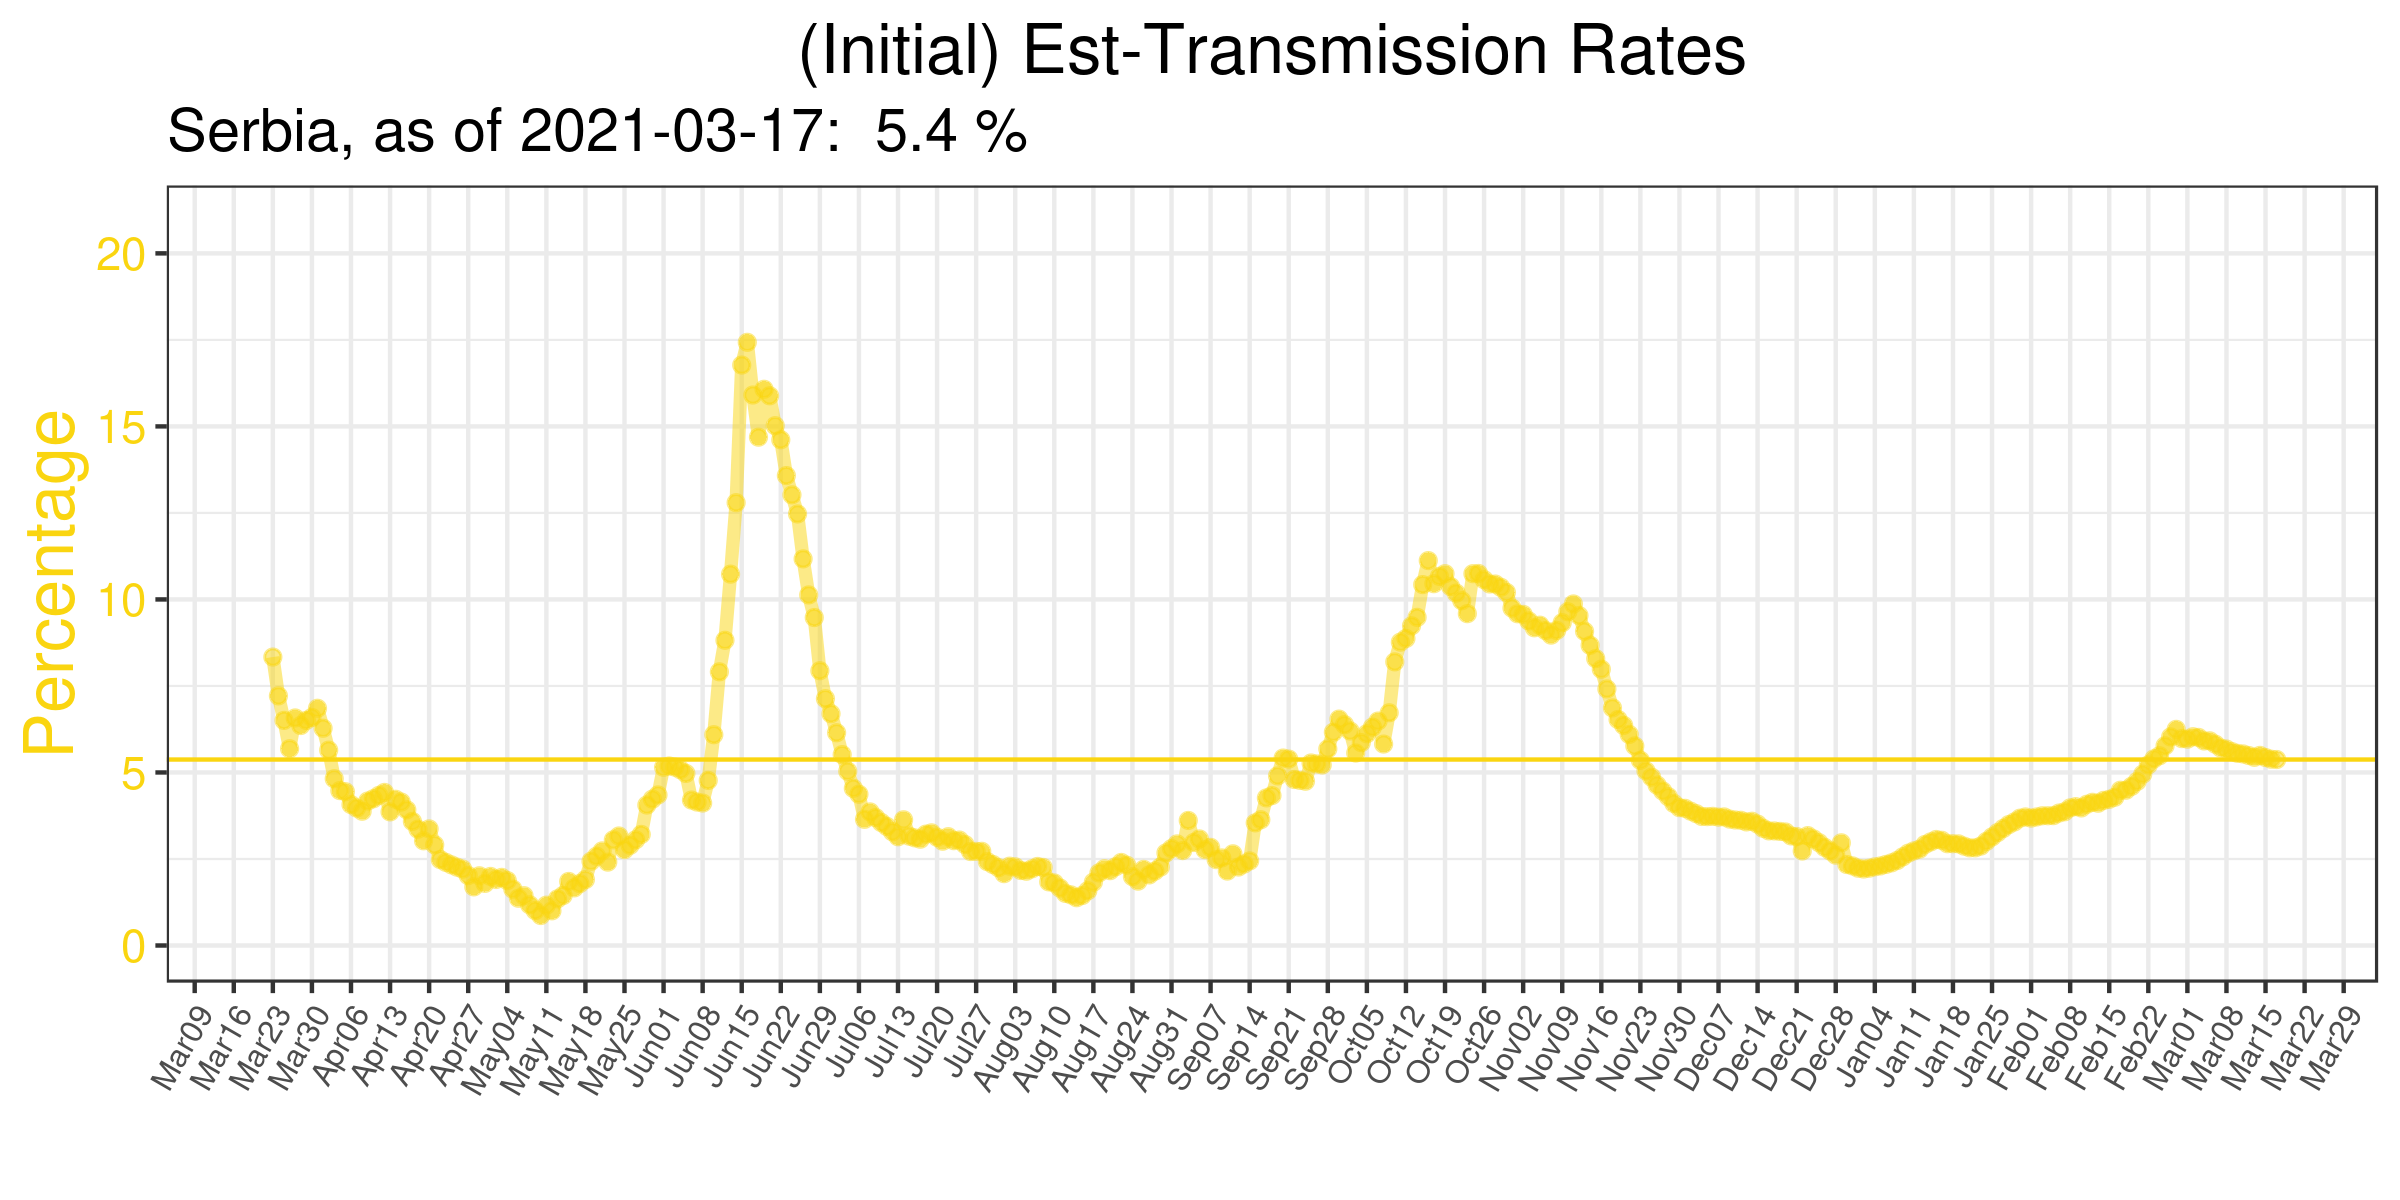 (Initial) Est-Transmission Rates
Serbia, as of 2021-03-17:  5.4 %
Percentage
20
15
10
5
0
Mar09 Mar16 Mar23 Mar30 Apr06 Apr13 Apr20 Apr27 May04 May11 May18 May25 Jun01 Jun08 Jun15 Jun22 Jun29 Jul06 Jul13 Jul20 Jul27 Aug03 Aug10 Aug17 Aug24 Aug31 Sep07 Sep14 Sep21 Sep28 Oct05 Oct12 Oct19 Oct26 Nov02 Nov09 Nov16 Nov23 Nov30 Dec07 Dec14 Dec21 Dec28 Jan04 Jan11 Jan18 Jan25 Feb01 Feb08 Feb15 Feb22 Mar01 Mar08 Mar15 Mar22 Mar29